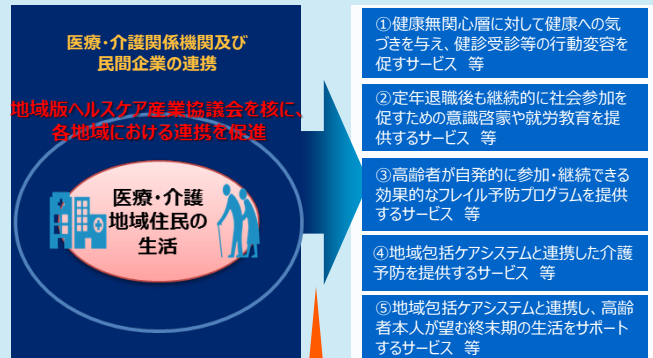 医療・介護関係機関及び
民間企業の連携
地域版ヘルスケア産業協議会を核に、
各地域における連携を促進
医療・介護
地域住民の
生活
①健康無関心層に対して健康への気
づきを与え、健診受診等の行動変容を
促すサービス 等
②定年退職後も継続的に社会参加を
促すための意識啓蒙や就労教育を提
供するサービス 等
③高齢者が自発的に参加・継続できる
効果的なフレイル予防プログラムを提供
するサービス 等
④地域包括ケアシステムと連携した介護
予防を提供するサービス 等
⑤地域包括ケアシステムと連携し、高齢
者本人が望む終末期の生活をサポート
するサービス 等